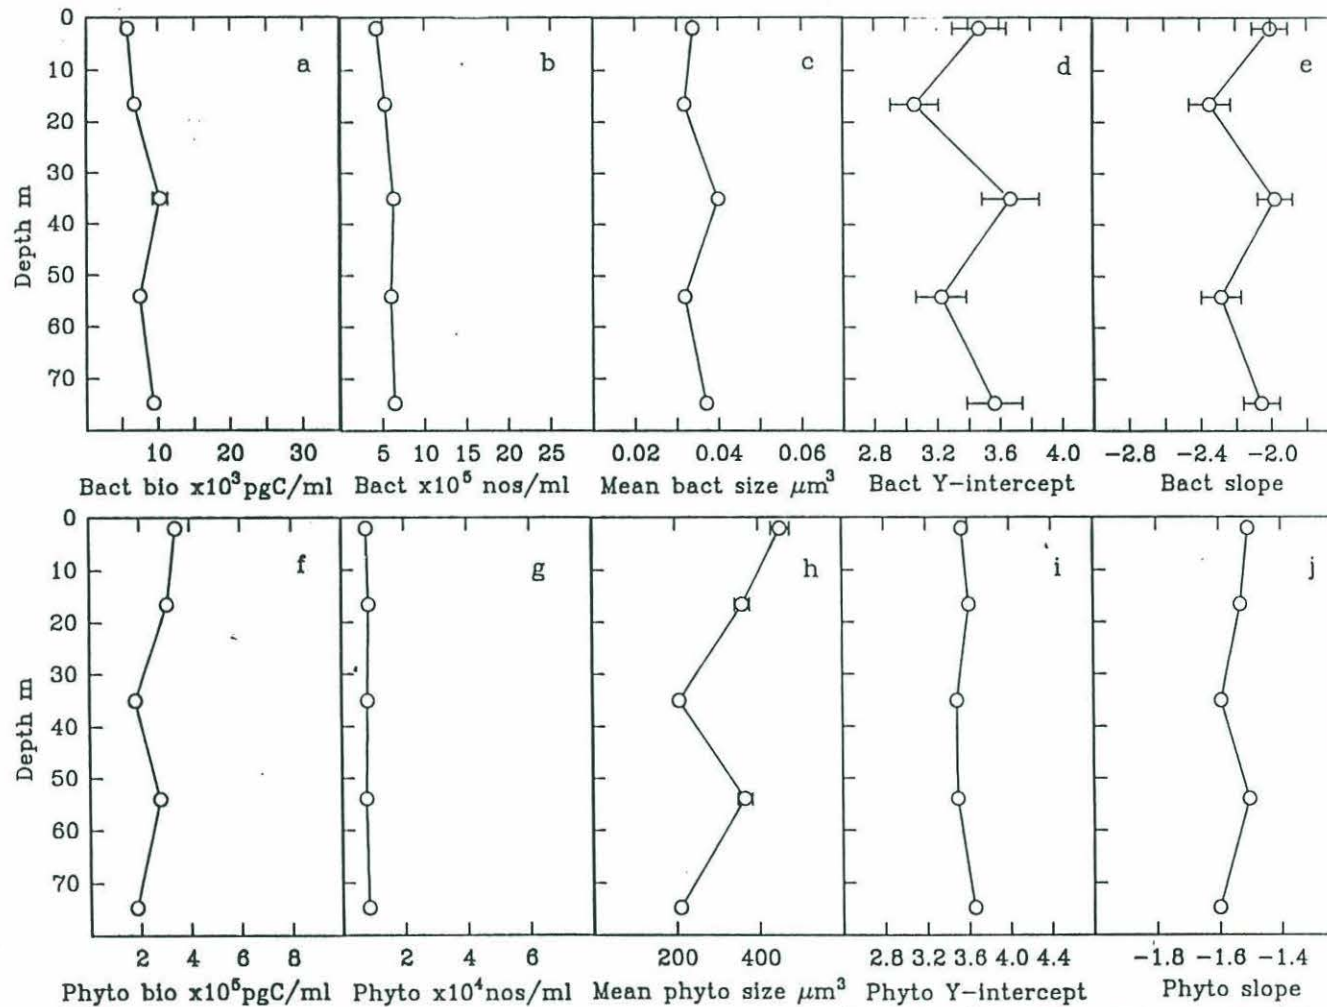 0
10
20
30
40
50
60
70
Depth m
a
b
c
d
e
10 20 30
5 10 15 20 25
0.02 0.04 0.06
2.8 3.2 3.6 4.0
−2.8 −2.4 −2.0
Bact bio x10³pgC/ml
Bact x10⁵ nos/ml
Mean bact size μm³
Bact Y−intercept
Bact slope
0
10
20
30
40
50
60
70
Depth m
f
g
h
i
j
2 4 6 8
2 4 6
200 400
2.8 3.2 3.6 4.0 4.4
−1.8 −1.6 −1.4
Phyto bio x10⁵pgC/ml
Phyto x10⁴nos/ml
Mean phyto size μm³
Phyto Y−intercept
Phyto slope